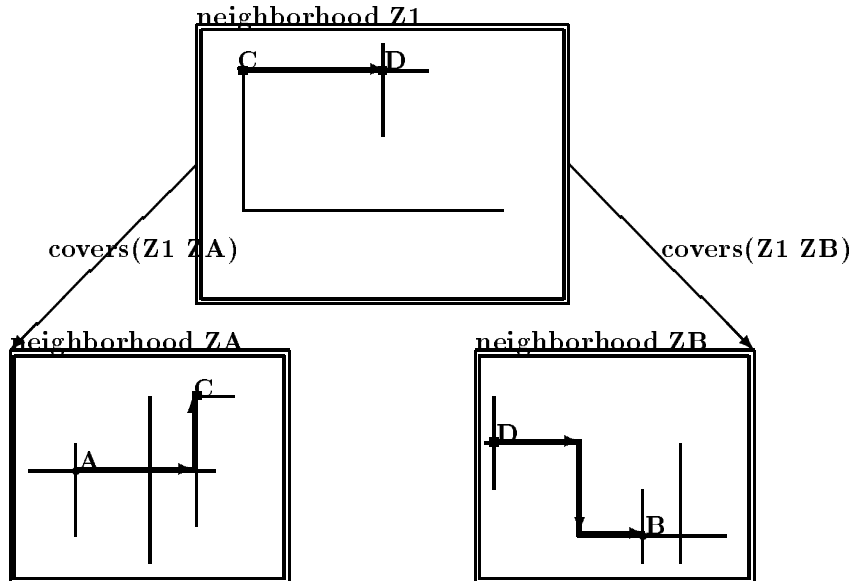 neighborhood Z1
C
D
covers(Z1 ZA)
covers(Z1 ZB)
neighborhood ZA
neighborhood ZB
C
A
D
B